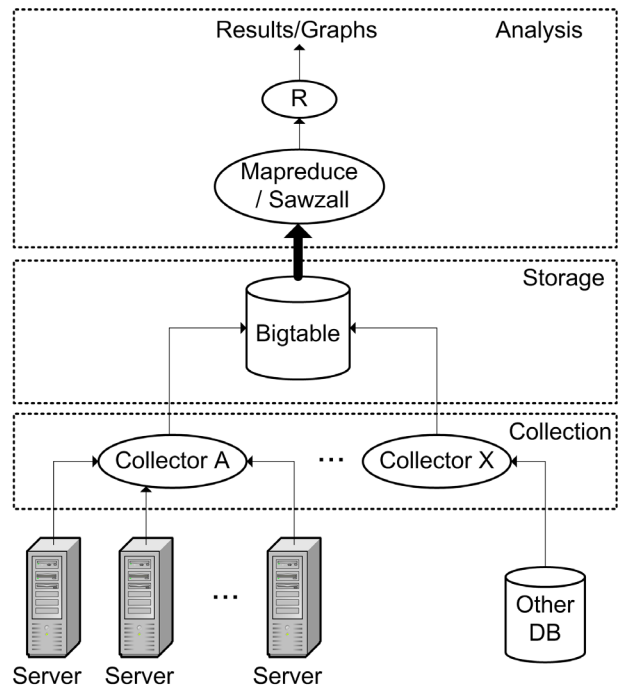 Results/Graphs
Analysis
R
Mapreduce
/ Sawzall
Storage
Bigtable
Collection
Collector A
...
Collector X
...
Other
DB
Server
Server
Server